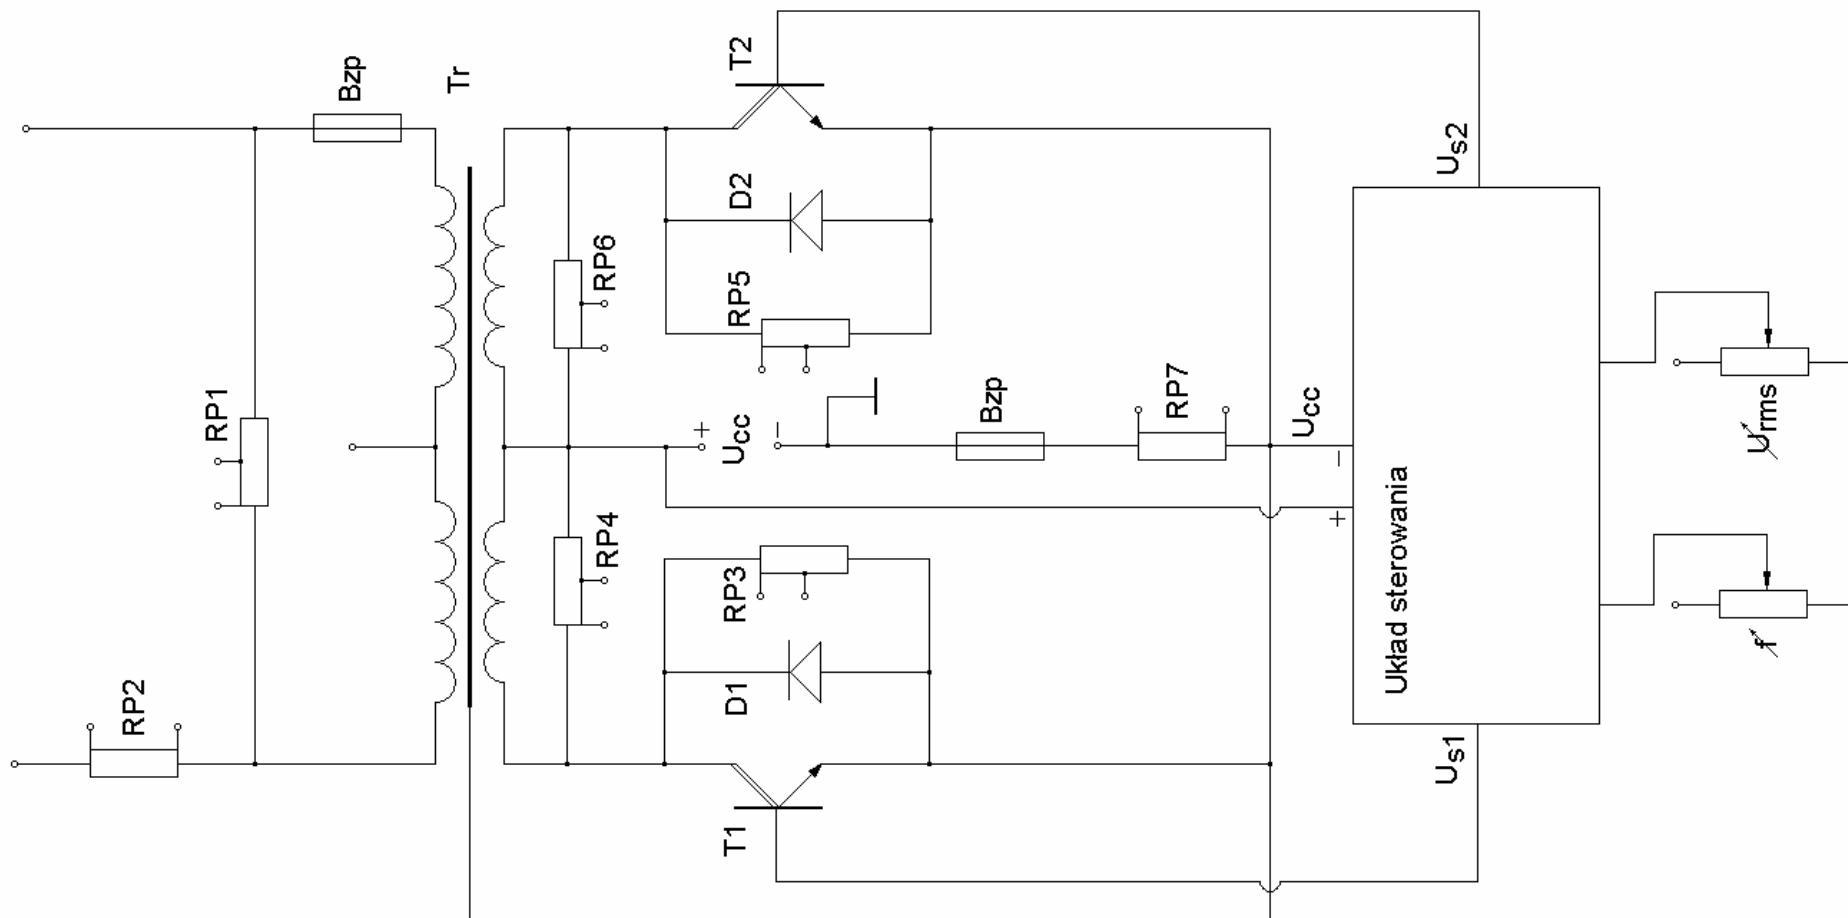 RP2
RP1
Bzp
Tr
RP4
RP6
T1
D1
RP3
+
Ucc
−
RP5
D2
T2
Bzp
RP7
Ucc
+
−
Us1
Układ sterowania
Us2
f
Urms